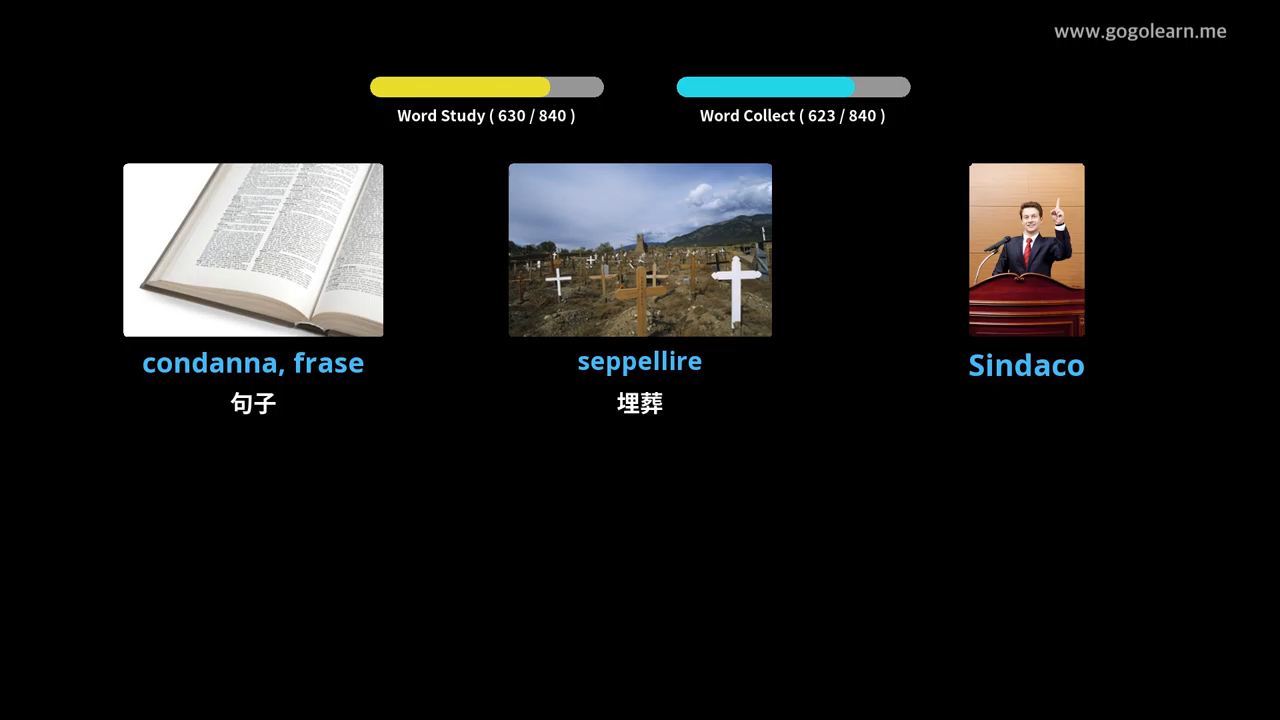 www.gogolearn.me
Word Study ( 630 / 840 )
Word Collect ( 623 / 840 )
condanna, frase
句子
seppellire
埋葬
Sindaco